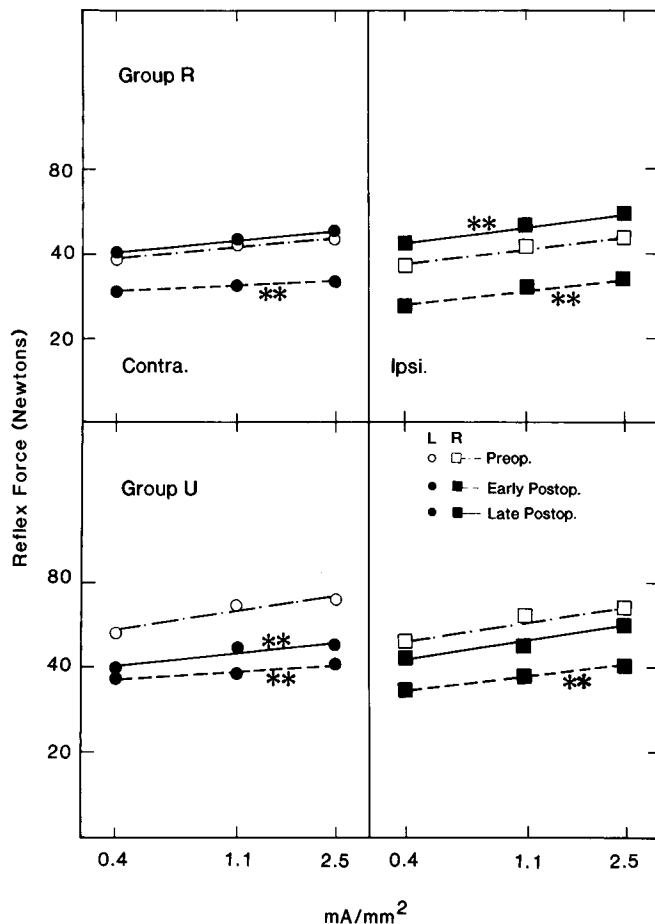 Group R
**
**
80
40
20
Contra.
Ipsi.
Reflex Force (Newtons)
L R
Preop.
Early Postop.
Late Postop.
Group U
80
40
20
**
**
**
0.4 1.1 2.5 0.4 1.1 2.5
mA/mm²
**